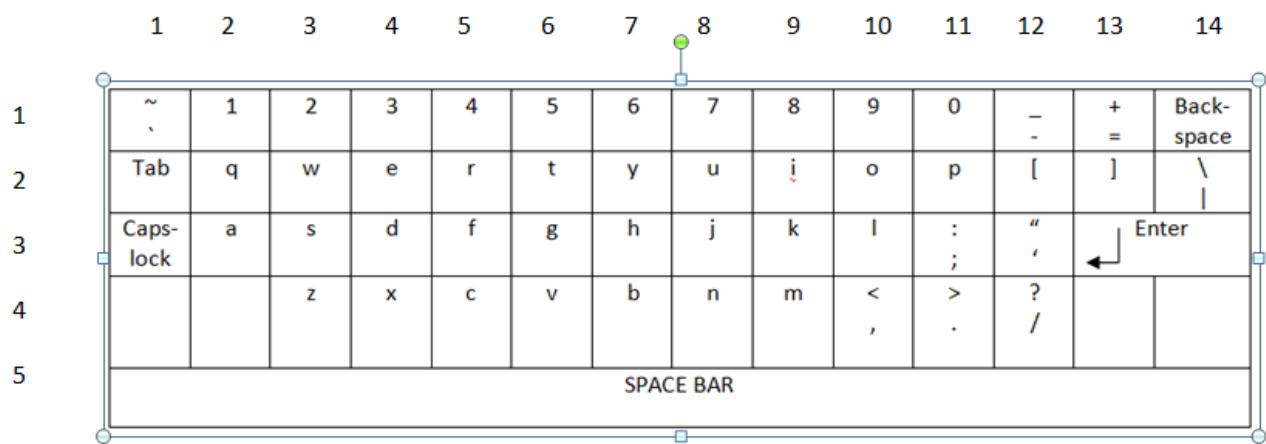 1 2 3 4 5 6 7 8 9 10 11 12 13 14
1 ~ 1 2 3 4 5 6 7 8 9 0 _ + Back-
` - = space
2 Tab q w e r t y u i o p [ ] \
|
3 Caps- a s d f g h j k l : “ Enter
lock ; ‘
4 z x c v b n m < > ?
, . /
5 SPACE BAR